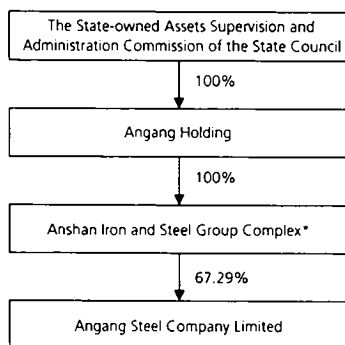 The State-owned Assets Supervision and
Administration Commission of the State Council
100%
Angang Holding
100%
Anshan Iron and Steel Group Complex*
67.29%
Angang Steel Company Limited